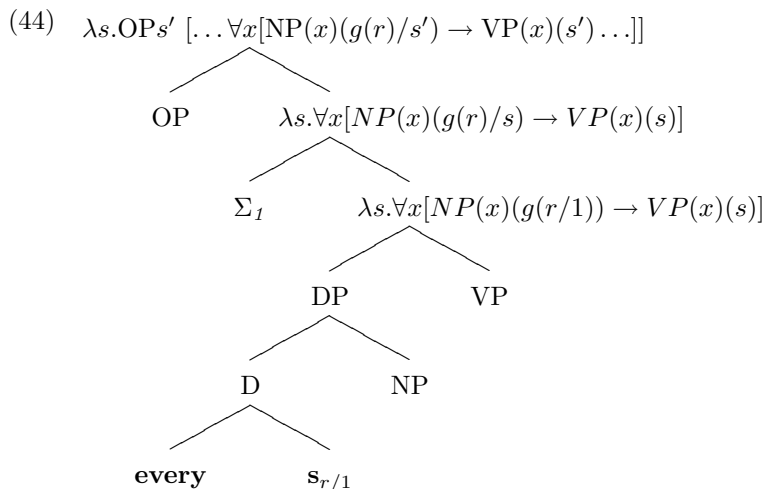 (44) λs.OPs′ [. . . ∀x[NP(x)(g(r)/s′) → VP(x)(s′) . . .]]
OP λs.∀x[NP(x)(g(r)/s) → VP(x)(s)]
Σ₁ λs.∀x[NP(x)(g(r/1)) → VP(x)(s)]
DP VP
D NP
every s_{r/1}